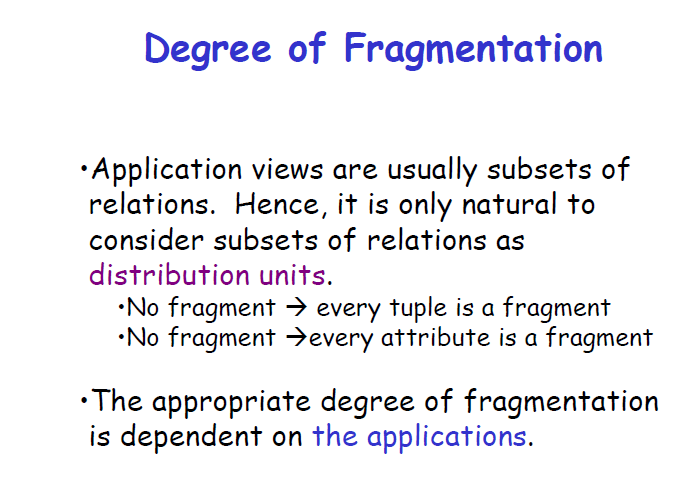 Degree of Fragmentation
•Application views are usually subsets of
relations.  Hence, it is only natural to
consider subsets of relations as
distribution units.
•No fragment → every tuple is a fragment
•No fragment →every attribute is a fragment
•The appropriate degree of fragmentation
is dependent on the applications.